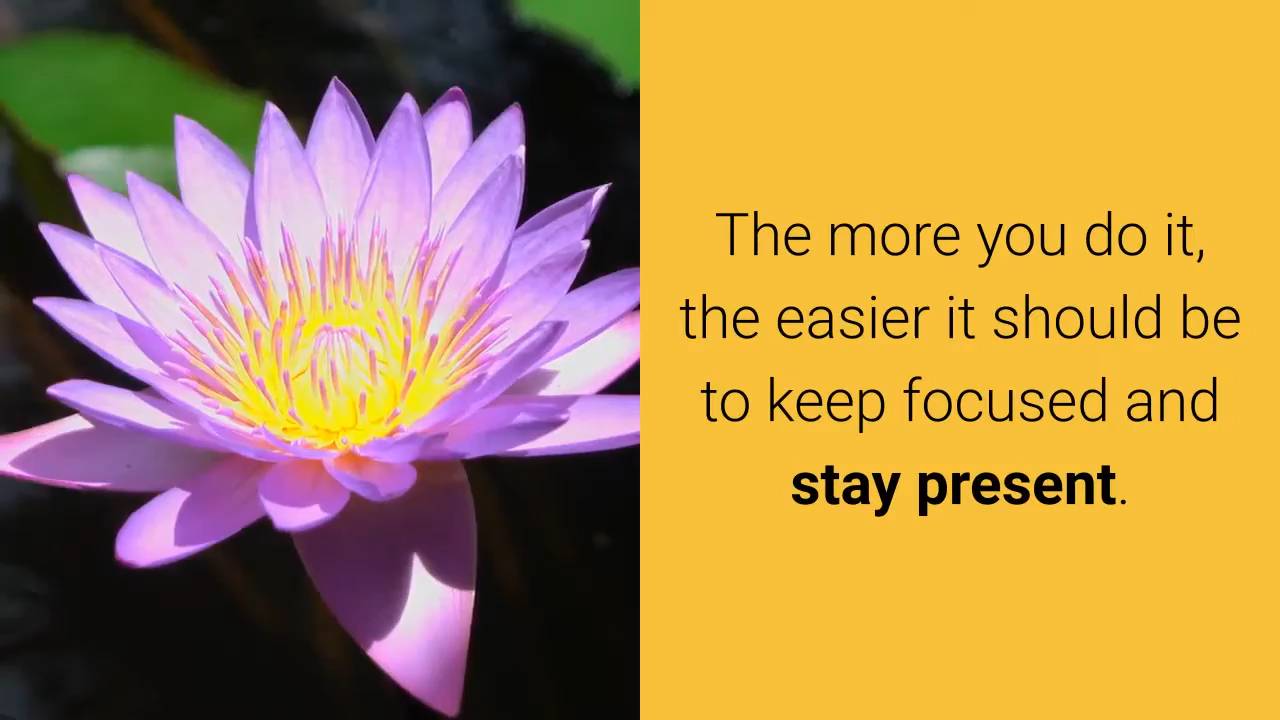 The more you do it,
the easier it should be
to keep focused and
stay present.